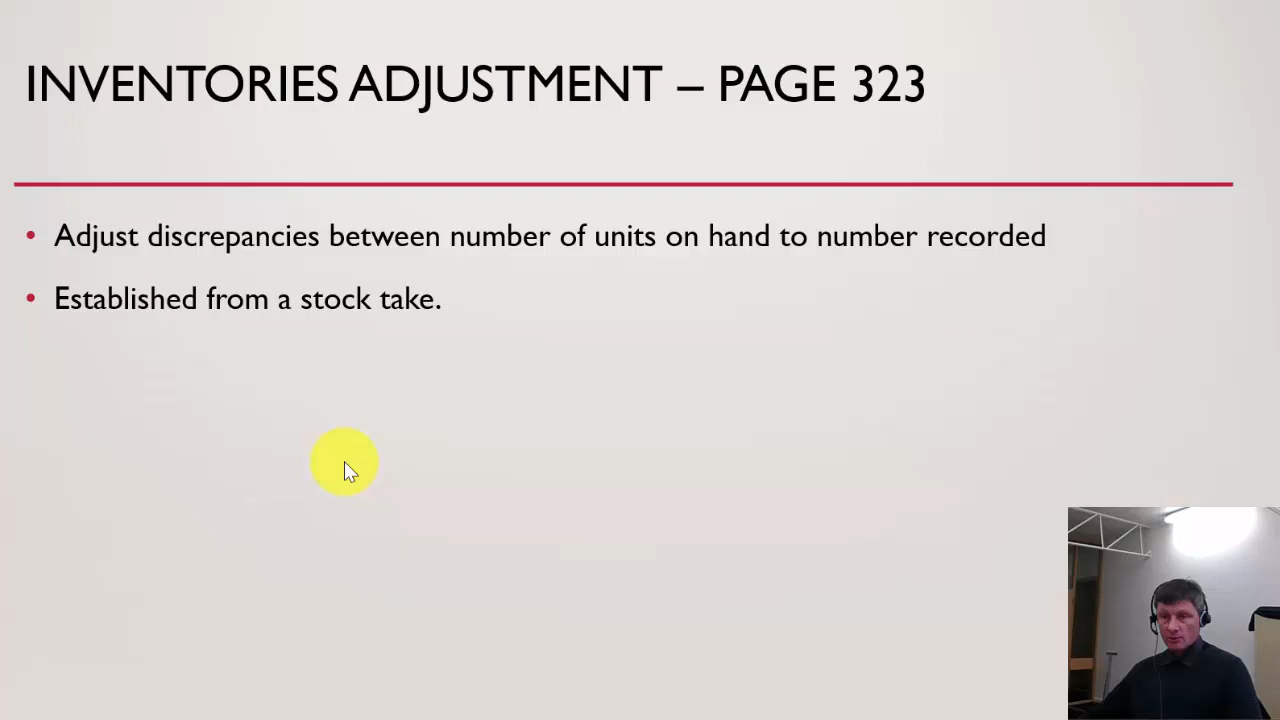 INVENTORIES ADJUSTMENT – PAGE 323
• Adjust discrepancies between number of units on hand to number recorded
• Established from a stock take.